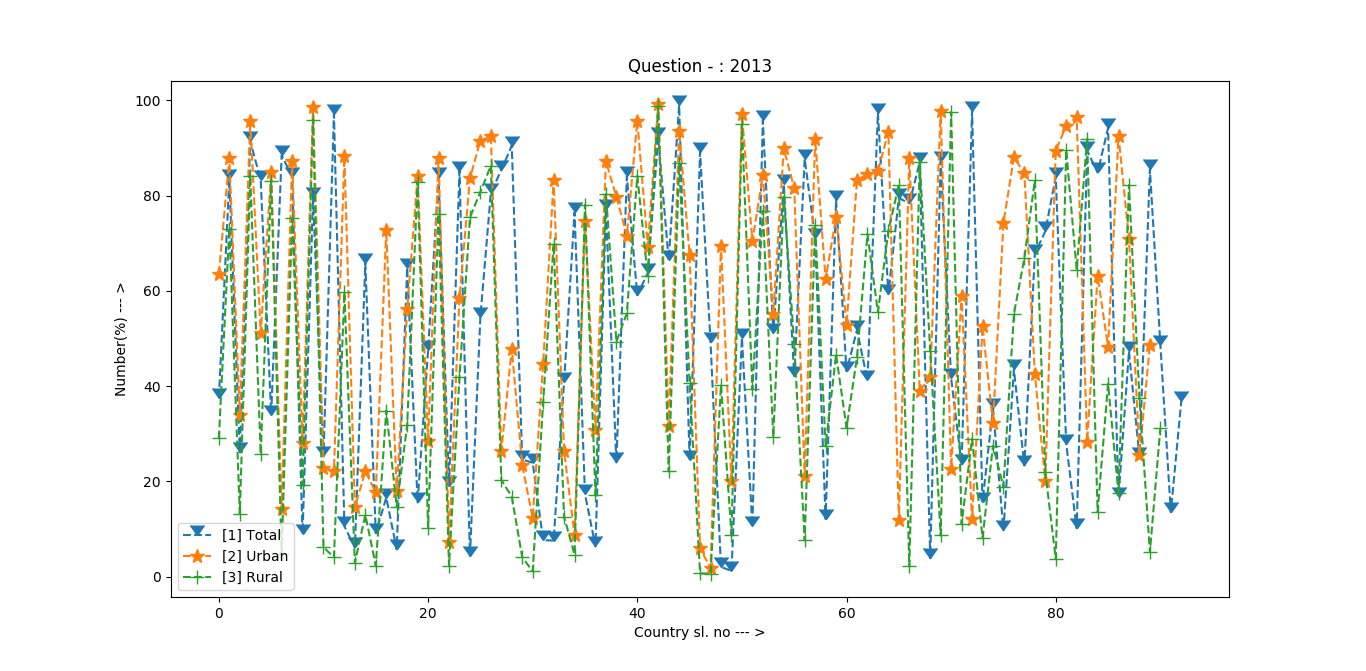 Question - : 2013
Number(%) --- >
100
80
60
40
20
0
[1] Total
[2] Urban
[3] Rural
0 20 40 60 80
Country sl. no --- >